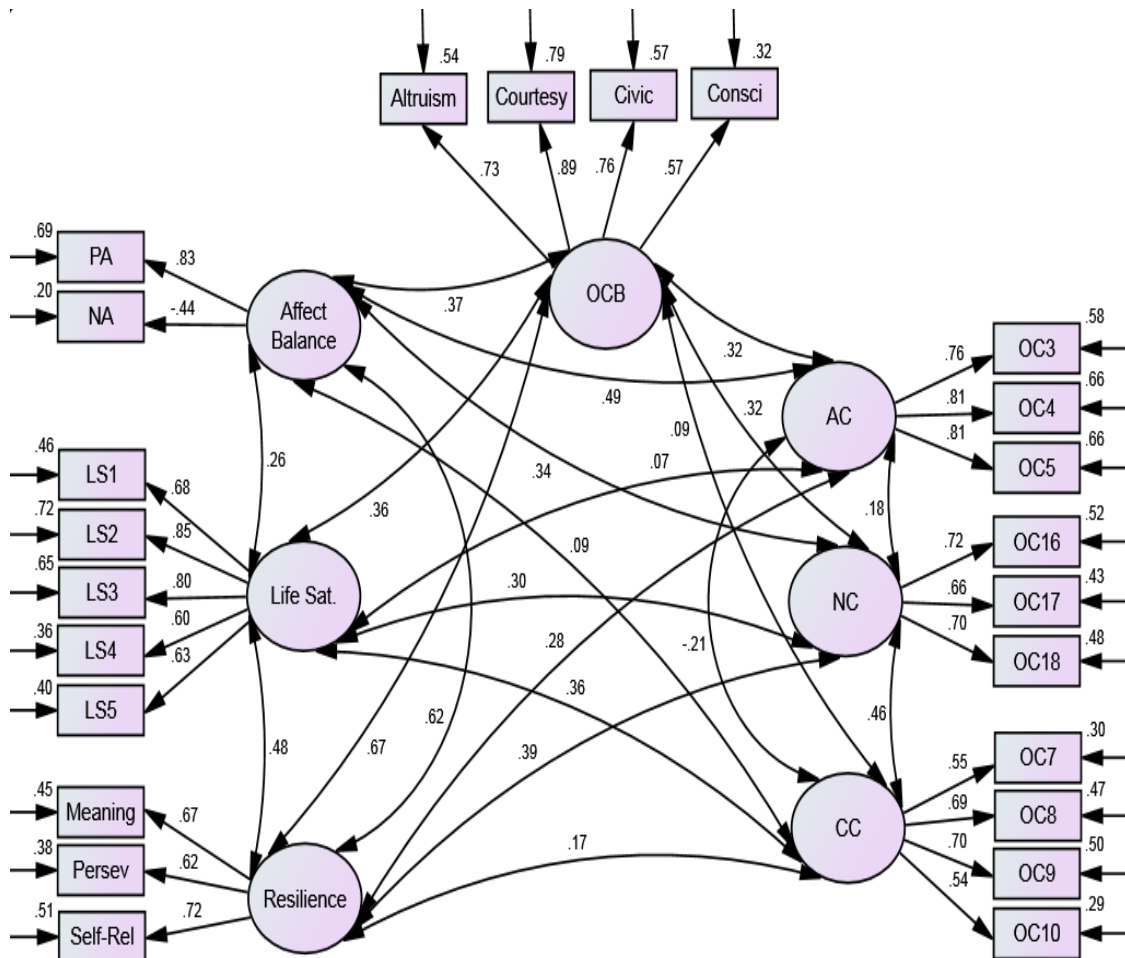 .54
.79
.57
.32
Altruism
Courtesy
Civic
Consci
.73
.89
.76
.57
.69
PA
.83
.20
NA
-.44
Affect
Balance
OCB
.37
.32
.49
.32
.09
.07
.34
.26
.36
.58
OC3
.76
.66
OC4
.81
.66
OC5
.81
AC
.18
.46
LS1
.68
.72
LS2
.85
.65
LS3
.80
.36
LS4
.60
.40
LS5
.63
Life Sat.
.09
.30
.28
-.21
.36
NC
.52
OC16
.72
.43
OC17
.66
.48
OC18
.70
.46
.48
.67
.62
.39
.17
.45
Meaning
.67
.38
Persev
.62
.51
Self-Rel
.72
Resilience
CC
.30
OC7
.55
.47
OC8
.69
.50
OC9
.70
.29
OC10
.54